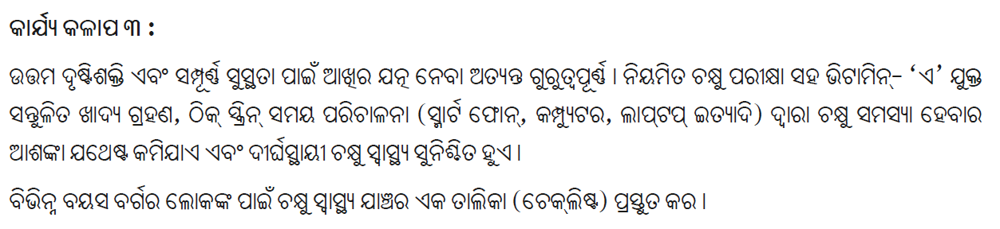 କାର୍ଯ୍ୟ କଳାପ ୩ :
ଉତ୍ତମ ଦୃଷ୍ଟିଶକ୍ତି ଏବଂ ସମ୍ପୂର୍ଣ୍ଣ ସୁସ୍ଥତା ପାଇଁ ଆଖିର ଯତ୍ନ ନେବା ଅତ୍ୟନ୍ତ ଗୁରୁତ୍ୱପୂର୍ଣ୍ଣ । ନିୟମିତ ଚକ୍ଷୁ ପରୀକ୍ଷା ସହ ଭିଟାମିନ୍- ‘ଏ’ ଯୁକ୍ତ
ସନ୍ତୁଳିତ ଖାଦ୍ୟ ଗ୍ରହଣ, ଠିକ୍ ସ୍କ୍ରିନ୍ ସମୟ ପରିଚାଳନା (ସ୍ମାର୍ଟ ଫୋନ୍, କମ୍ପ୍ୟୁଟର, ଲାପ୍‌ଟପ୍ ଇତ୍ୟାଦି) ଦ୍ୱାରା ଚକ୍ଷୁ ସମସ୍ୟା ହେବାର
ଆଶଙ୍କା ଯଥେଷ୍ଟ କମିଯାଏ ଏବଂ ଦୀର୍ଘସ୍ଥାୟୀ ଚକ୍ଷୁ ସ୍ୱାସ୍ଥ୍ୟ ସୁନିଶ୍ଚିତ ହୁଏ ।
ବିଭିନ୍ନ ବୟସ ବର୍ଗର ଲୋକଙ୍କ ପାଇଁ ଚକ୍ଷୁ ସ୍ୱାସ୍ଥ୍ୟ ଯାଞ୍ଚର ଏକ ତାଲିକା (ଚେକ୍‌ଲିଷ୍ଟ) ପ୍ରସ୍ତୁତ କର ।